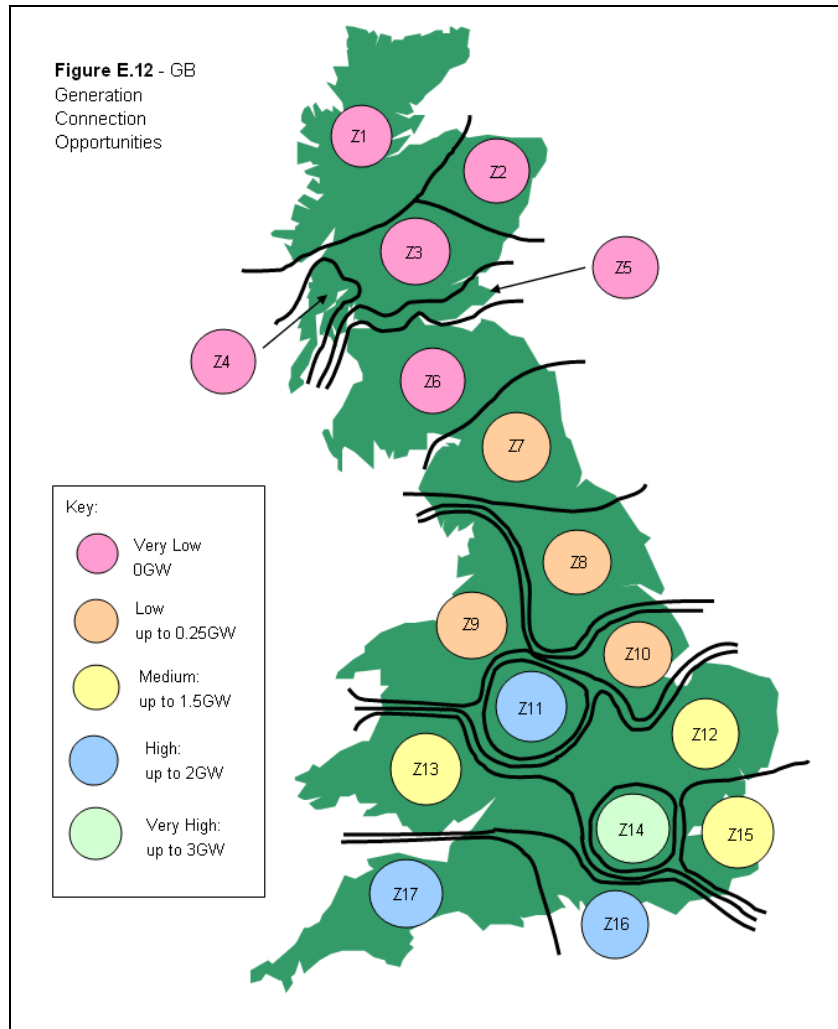 Figure E.12 - GB
Generation
Connection
Opportunities
Z1
Z2
Z3
Z5
Z4
Z6
Z7
Z8
Z9
Z10
Z11
Z12
Z13
Z14
Z15
Z17
Z16
Key:
Very Low
0GW
Low
up to 0.25GW
Medium:
up to 1.5GW
High:
up to 2GW
Very High:
up to 3GW